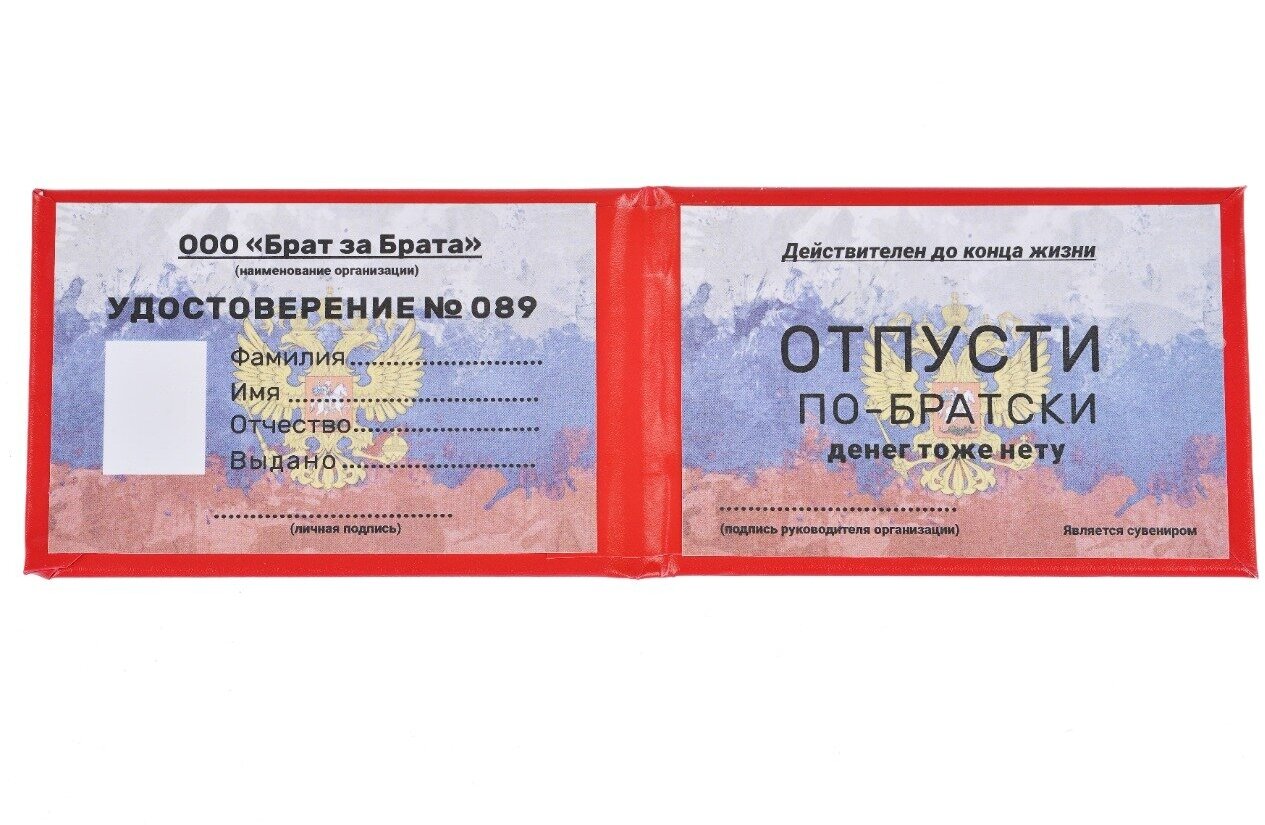 ООО «Брат за Брата»
(наименование организации)
УДОСТОВЕРЕНИЕ № 089
Фамилия..............................
Имя.......................................
Отчество.............................
Выдано..............................
.....................................
(личная подпись)
Действителен до конца жизни
ОТПУСТИ
ПО-БРАТСКИ
денег тоже нету
.....................................
(подпись руководителя организации)
Является сувениром